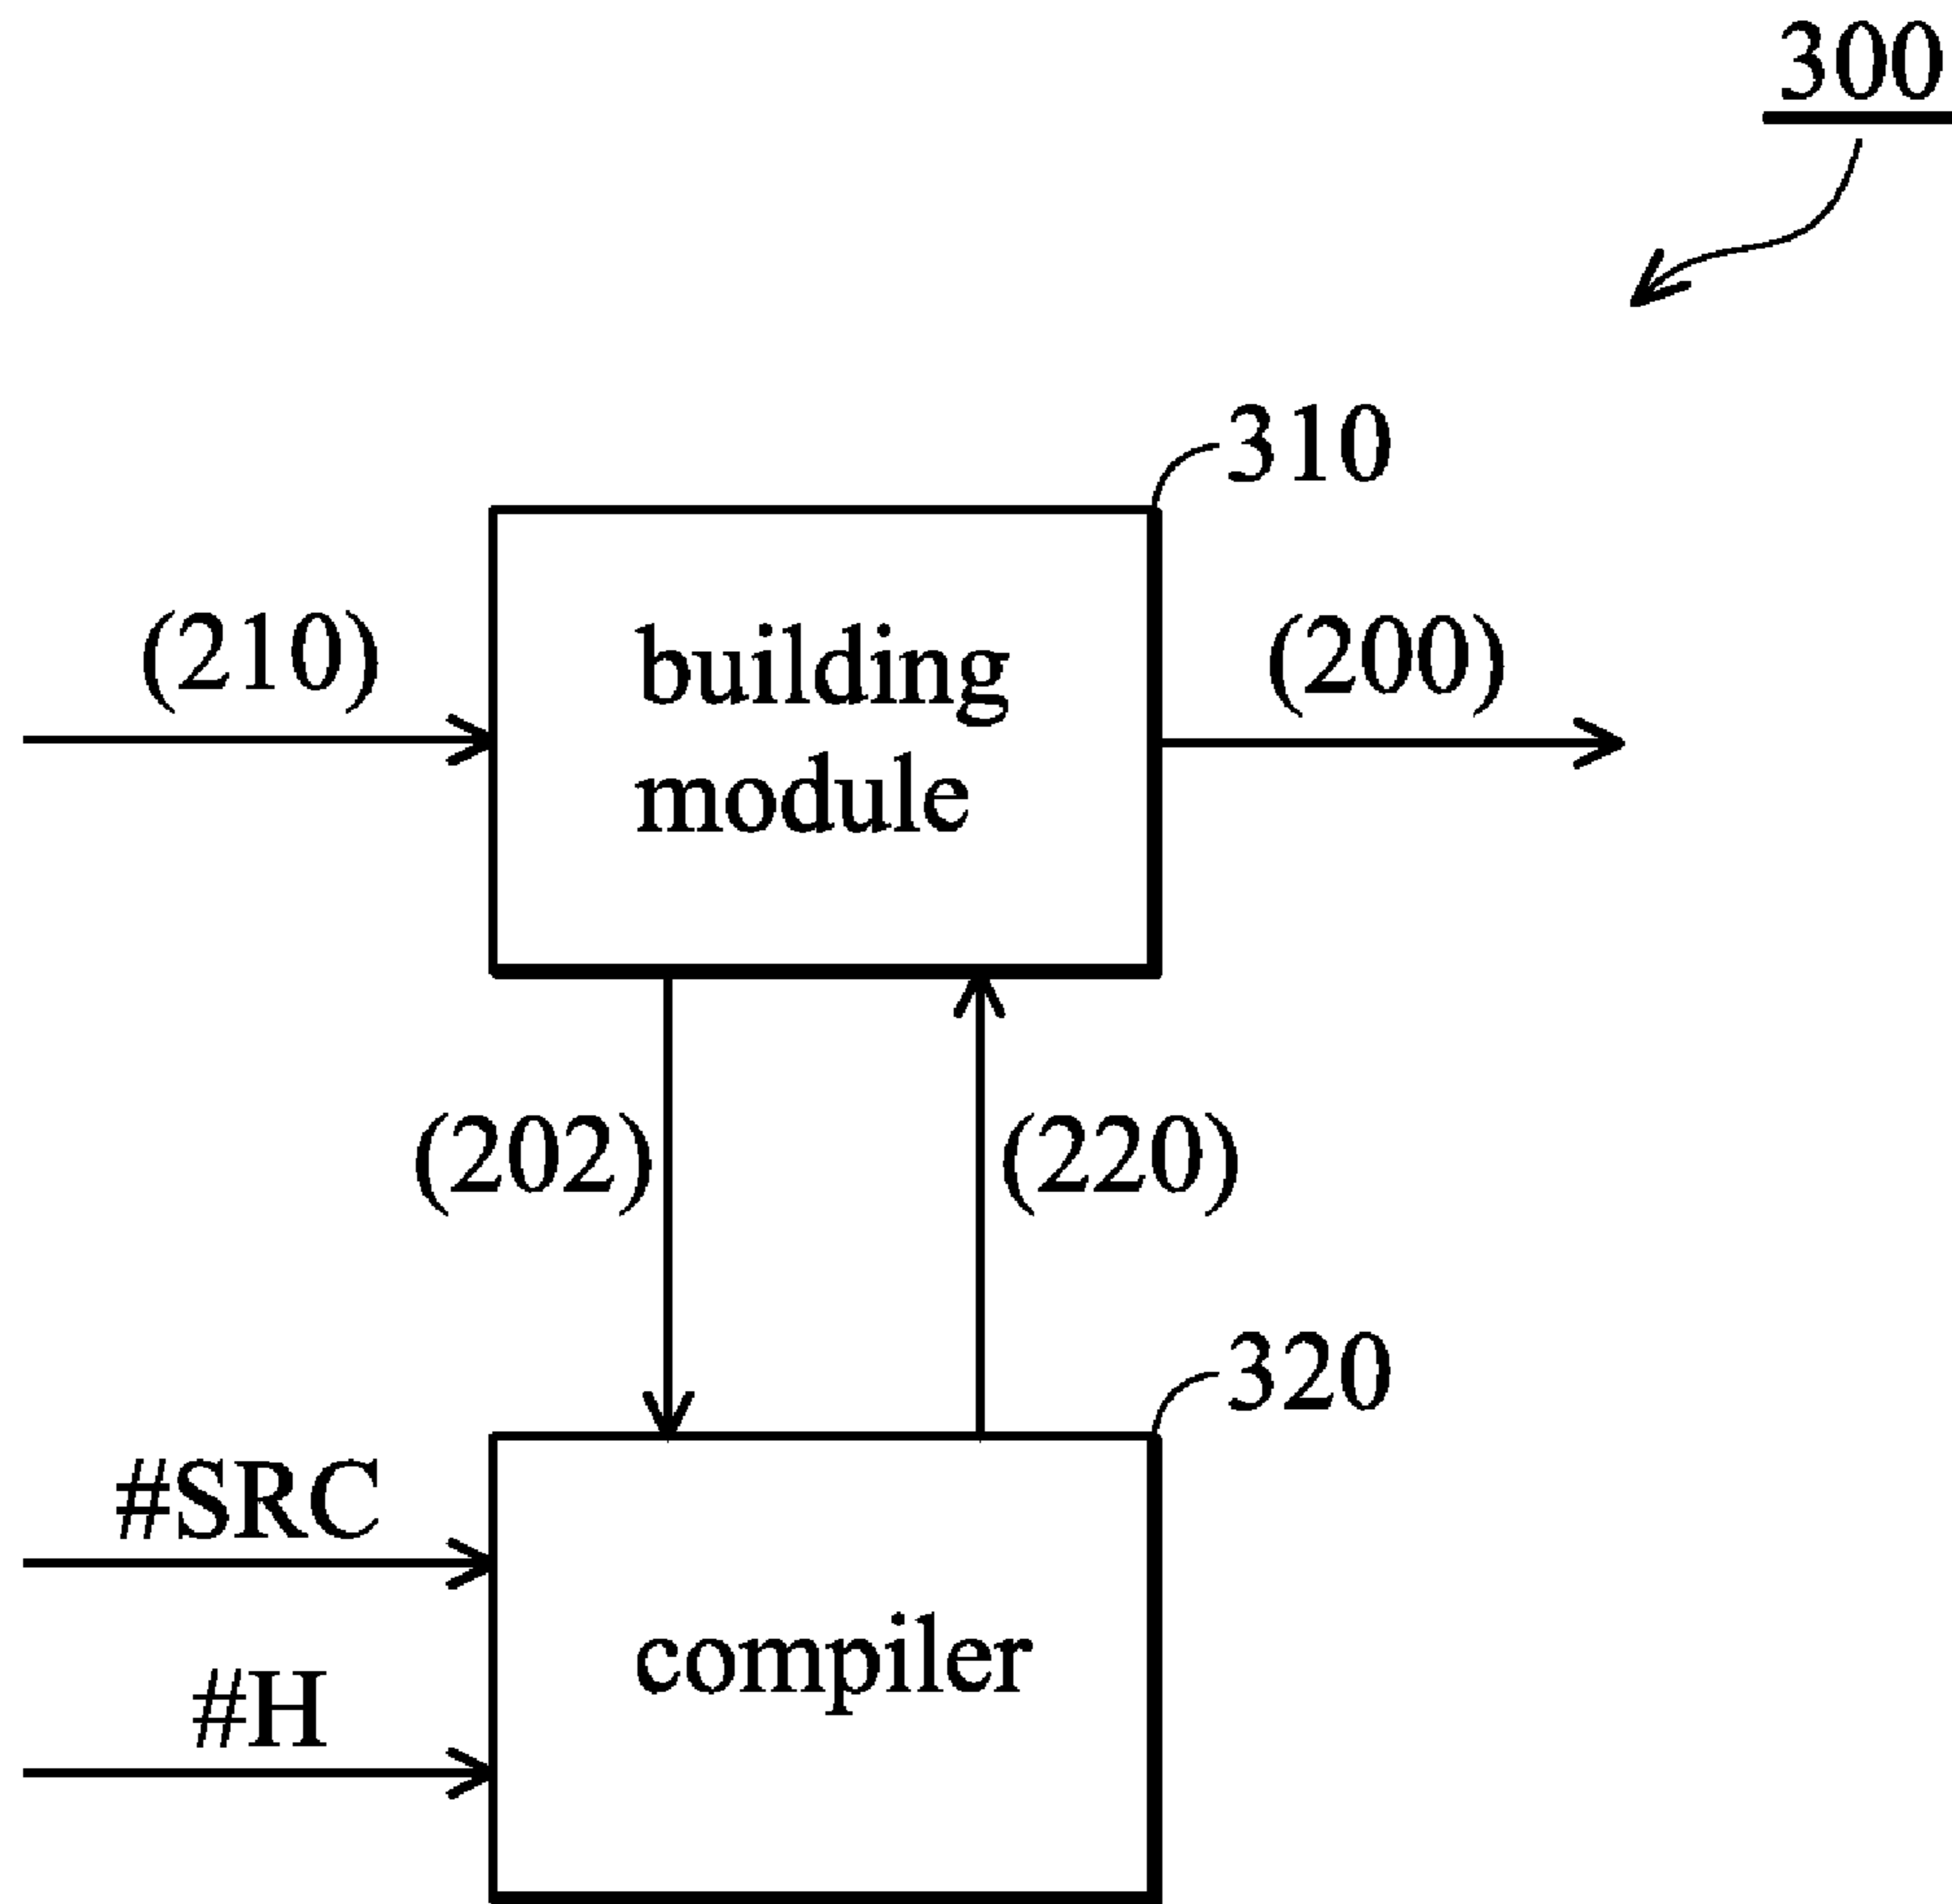 300
310
(210)
building
module
(200)
(202)
(220)
320
#SRC
compiler
#H